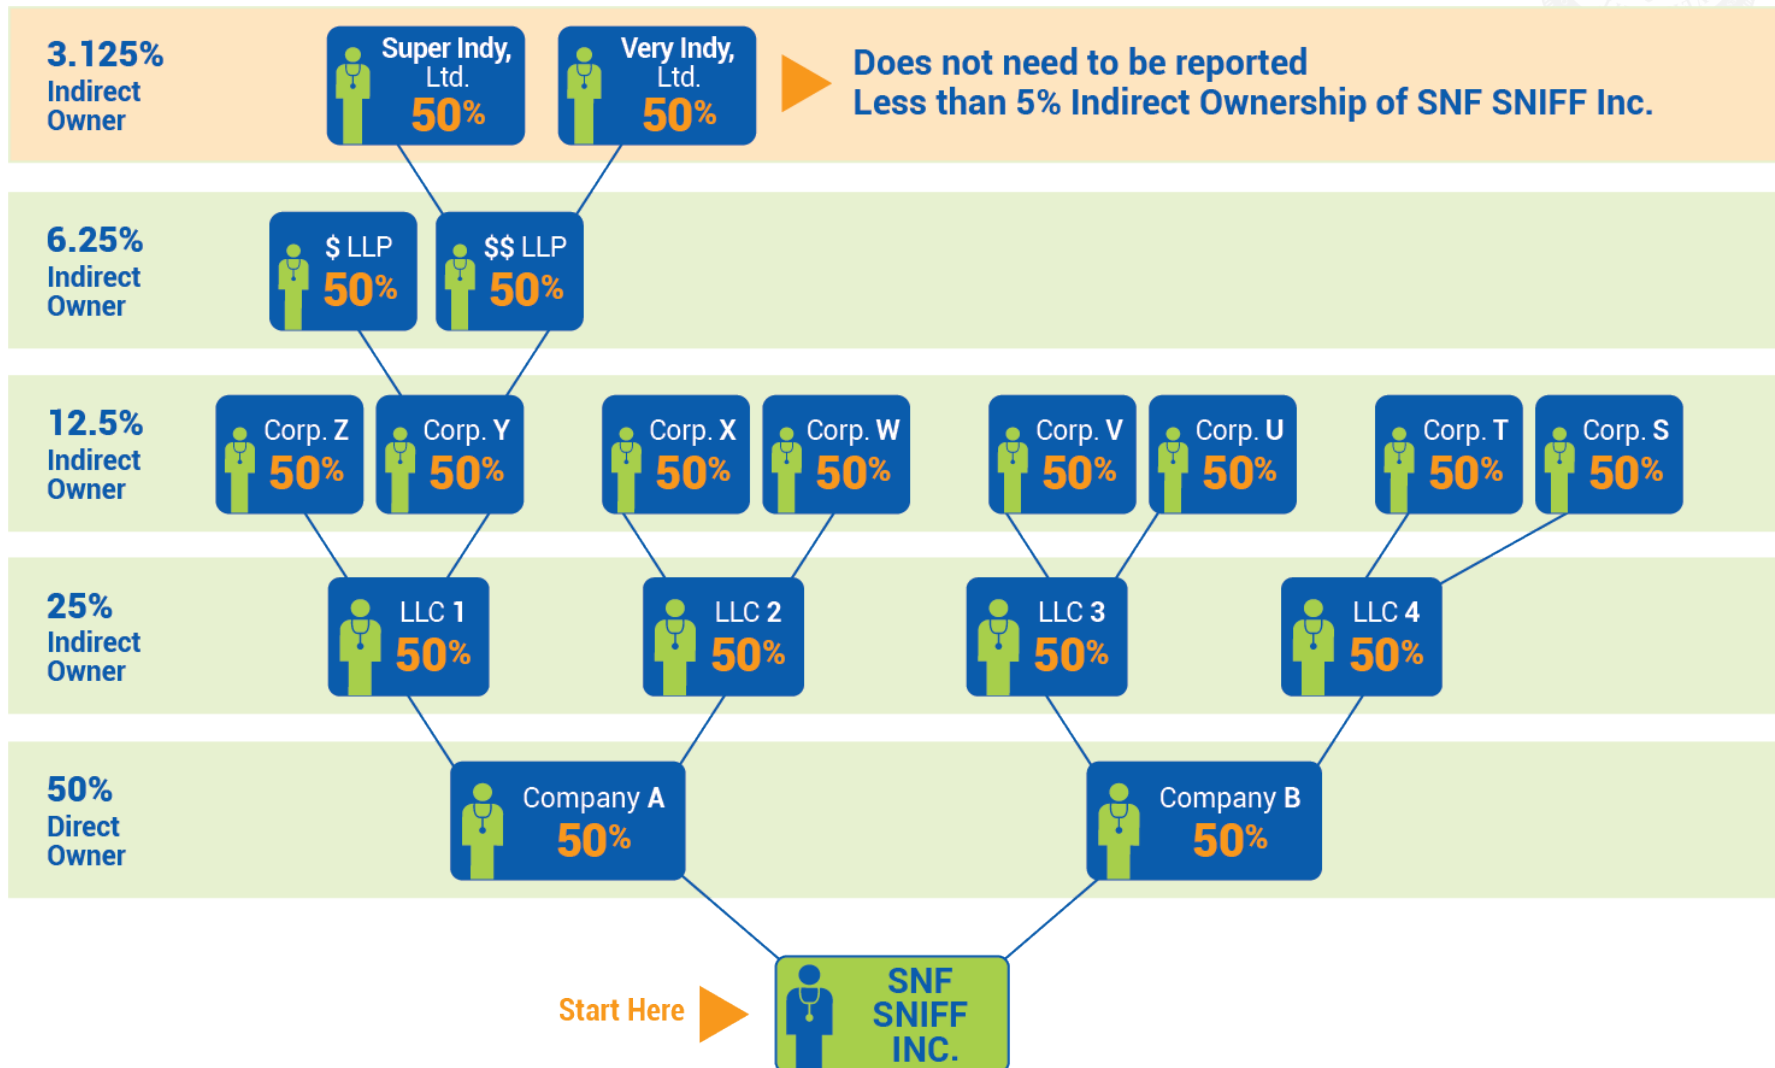 3.125%
Indirect
Owner
Super Indy,
Ltd.
50%
Very Indy,
Ltd.
50%
Does not need to be reported
Less than 5% Indirect Ownership of SNF SNIFF Inc.
6.25%
Indirect
Owner
$ LLP
50%
$$ LLP
50%
12.5%
Indirect
Owner
Corp. Z
50%
Corp. Y
50%
Corp. X
50%
Corp. W
50%
Corp. V
50%
Corp. U
50%
Corp. T
50%
Corp. S
50%
25%
Indirect
Owner
LLC 1
50%
LLC 2
50%
LLC 3
50%
LLC 4
50%
50%
Direct
Owner
Company A
50%
Company B
50%
Start Here
SNF
SNIFF
INC.